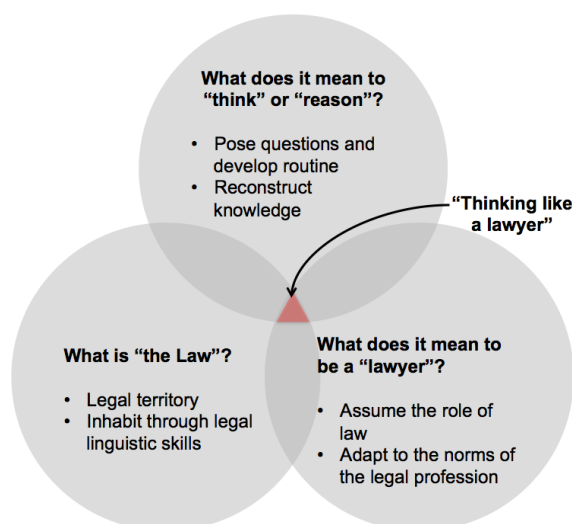 What does it mean to
“think” or “reason”?
• Pose questions and
develop routine
• Reconstruct
knowledge
“Thinking like
a lawyer”
What is “the Law”?
• Legal territory
• Inhabit through legal
linguistic skills
What does it mean to
be a “lawyer”?
• Assume the role of
law
• Adapt to the norms of
the legal profession